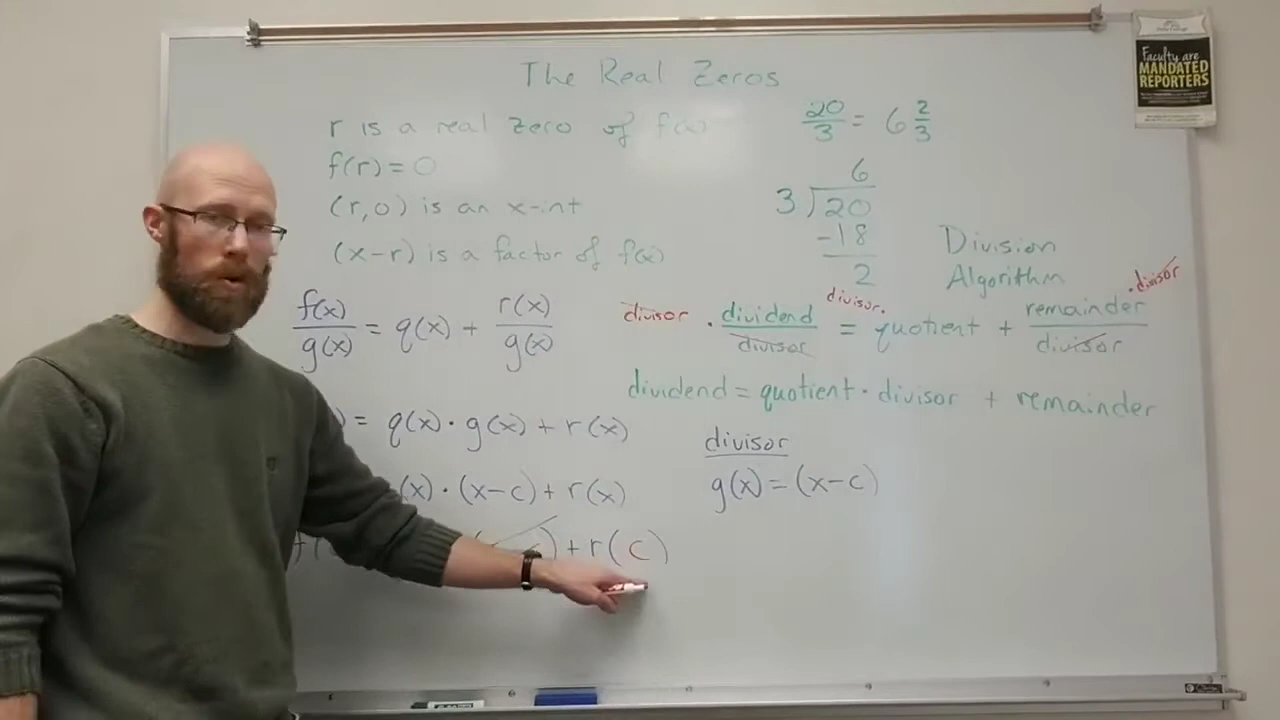 The Real Zeros
r is a real zero of f(x)
f(r) = 0
(r,0) is an x-int
(x-r) is a factor of f(x)
f(x)/g(x) = q(x) + r(x)/g(x)
= q(x) · g(x) + r(x)
(x) · (x-c) + r(x)
+ r(c)
20/3 = 6 2/3
6
3 20
-18
2
Division
Algorithm
divisor · dividend/divisor = divisor · quotient + remainder/divisor · divisor
dividend = quotient · divisor + remainder
divisor
g(x) = (x-c)
Faculty are
MANDATED
REPORTERS